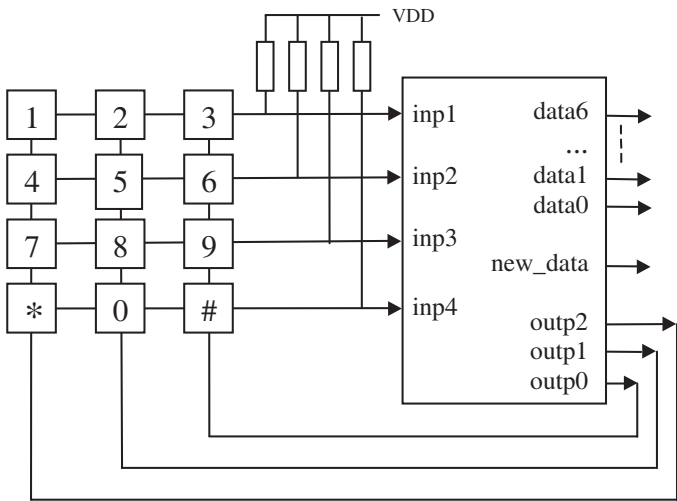 VDD
1 2 3 inp1 data6
...
4 5 6 inp2 data1
data0
7 8 9 inp3
new_data
* 0 # inp4
outp2
outp1
outp0